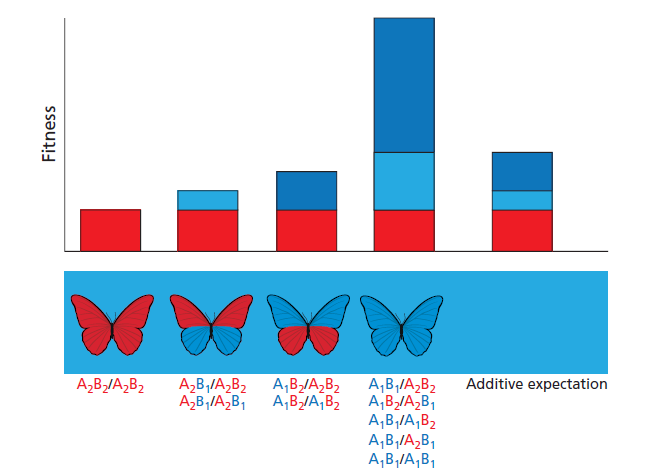 Fitness
A₂B₂/A₂B₂ A₂B₁/A₂B₂ A₁B₂/A₂B₂ A₁B₁/A₂B₂ Additive expectation
A₂B₁/A₂B₁ A₁B₂/A₁B₂ A₁B₂/A₂B₁
A₁B₁/A₁B₂
A₁B₁/A₂B₁
A₁B₁/A₁B₁